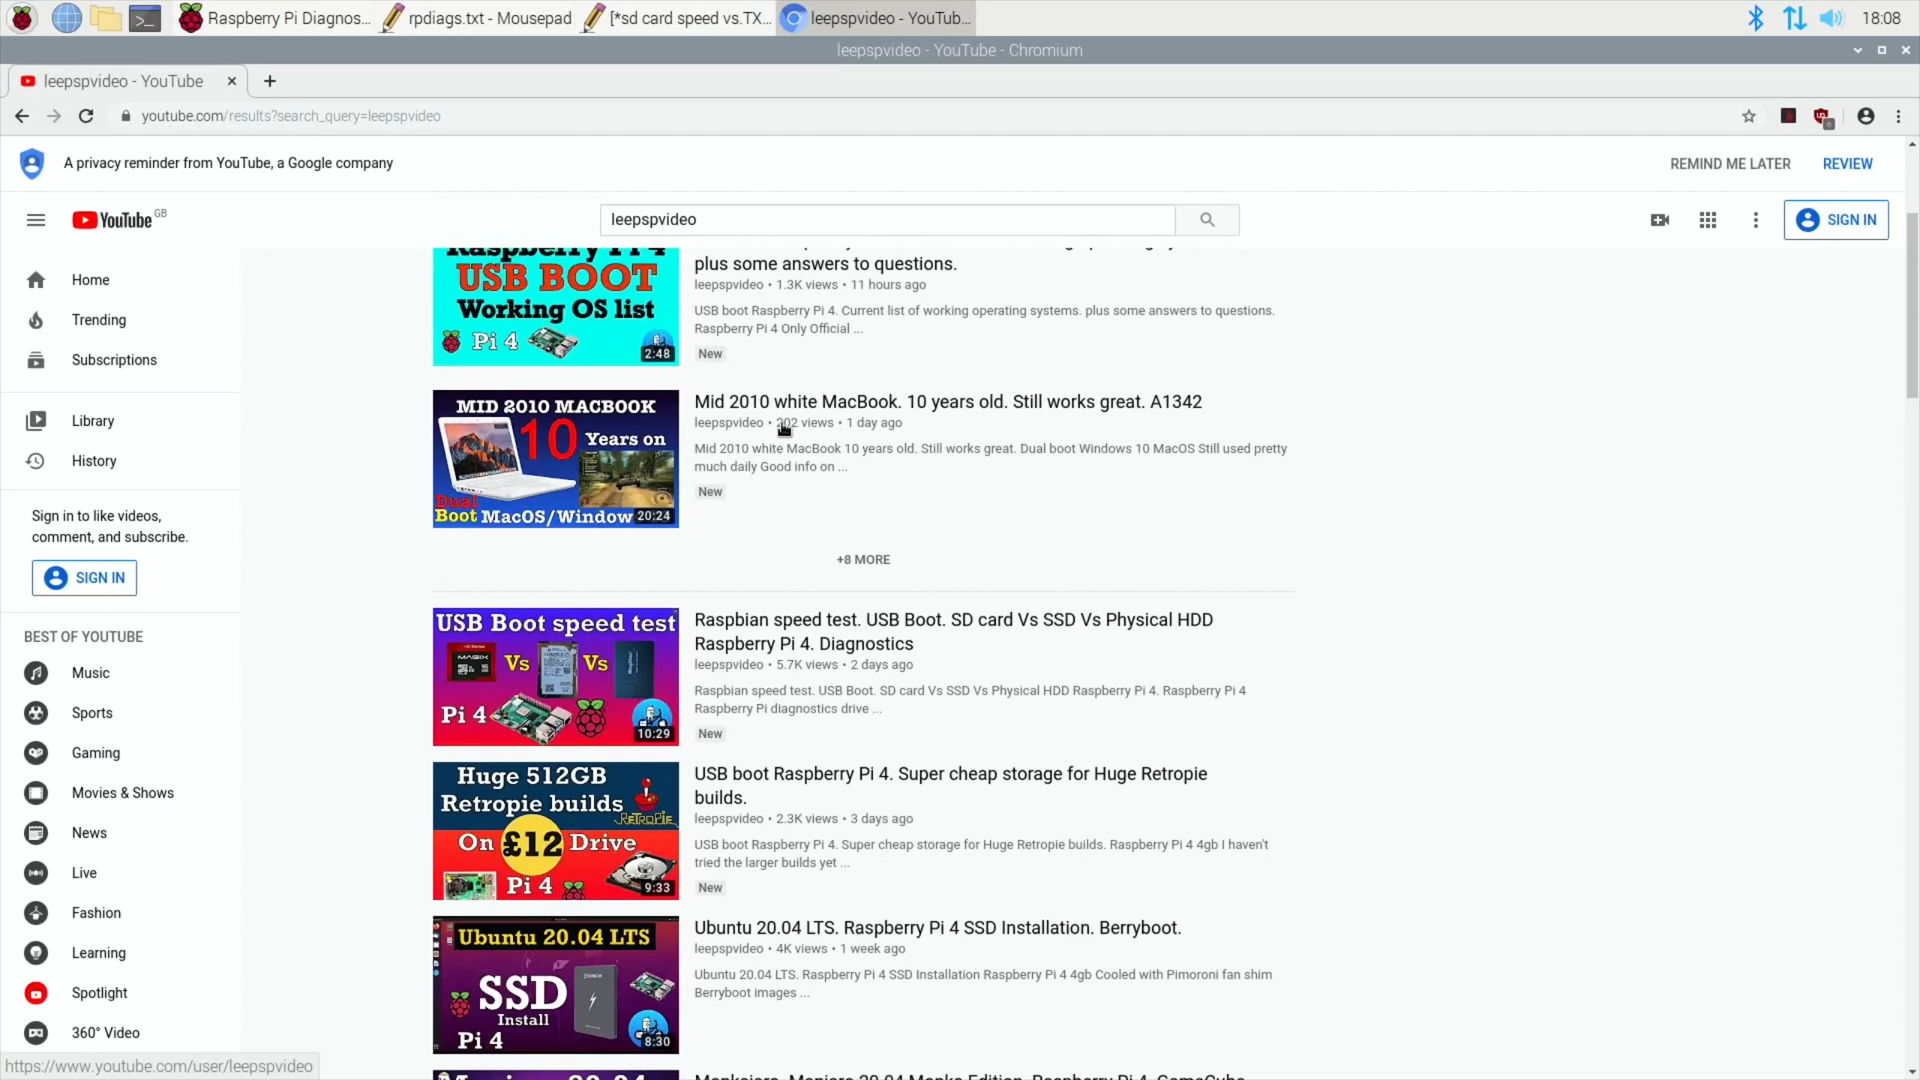 Raspberry Pi Diagnos...
rpdiags.txt - Mousepad
[*sd card speed vs.TX...
leepspvideo - YouTub...
18:08
leepspvideo - YouTube - Chromium
leepspvideo - YouTube
youtube.com/results?search_query=leepspvideo
A privacy reminder from YouTube, a Google company
REMIND ME LATER
REVIEW
YouTube GB
leepspvideo
SIGN IN
Home
Trending
Subscriptions
Library
History
Sign in to like videos,
comment, and subscribe.
SIGN IN
BEST OF YOUTUBE
Music
Sports
Gaming
Movies & Shows
News
Live
Fashion
Learning
Spotlight
360° Video
Raspberry Pi 4
USB BOOT
Working OS list
Pi 4
2:48
plus some answers to questions.
leepspvideo • 1.3K views • 11 hours ago
USB boot Raspberry Pi 4. Current list of working operating systems. plus some answers to questions.
Raspberry Pi 4 Only Official ...
New
MID 2010 MACBOOK
10 Years on
Dual
Boot MacOS/Window
20:24
Mid 2010 white MacBook. 10 years old. Still works great. A1342
leepspvideo • 202 views • 1 day ago
Mid 2010 white MacBook 10 years old. Still works great. Dual boot Windows 10 MacOS Still used pretty
much daily Good info on ...
New
+8 MORE
USB Boot speed test
Vs Vs
Pi 4
10:29
Raspbian speed test. USB Boot. SD card Vs SSD Vs Physical HDD
Raspberry Pi 4. Diagnostics
leepspvideo • 5.7K views • 2 days ago
Raspbian speed test. USB Boot. SD card Vs SSD Vs Physical HDD Raspberry Pi 4. Raspberry Pi 4
Raspberry Pi diagnostics drive ...
New
Huge 512GB
Retropie builds
RETROPIE
On £12 Drive
Pi 4
9:33
USB boot Raspberry Pi 4. Super cheap storage for Huge Retropie
builds.
leepspvideo • 2.3K views • 3 days ago
USB boot Raspberry Pi 4. Super cheap storage for Huge Retropie builds. Raspberry Pi 4 4gb I haven't
tried the larger builds yet ...
New
Ubuntu 20.04 LTS
SSD
Install
Pi 4
8:30
Ubuntu 20.04 LTS. Raspberry Pi 4 SSD Installation. Berryboot.
leepspvideo • 4K views • 1 week ago
Ubuntu 20.04 LTS. Raspberry Pi 4 SSD Installation Raspberry Pi 4 4gb Cooled with Pimoroni fan shim
Berryboot images ...
https://www.youtube.com/user/leepspvideo